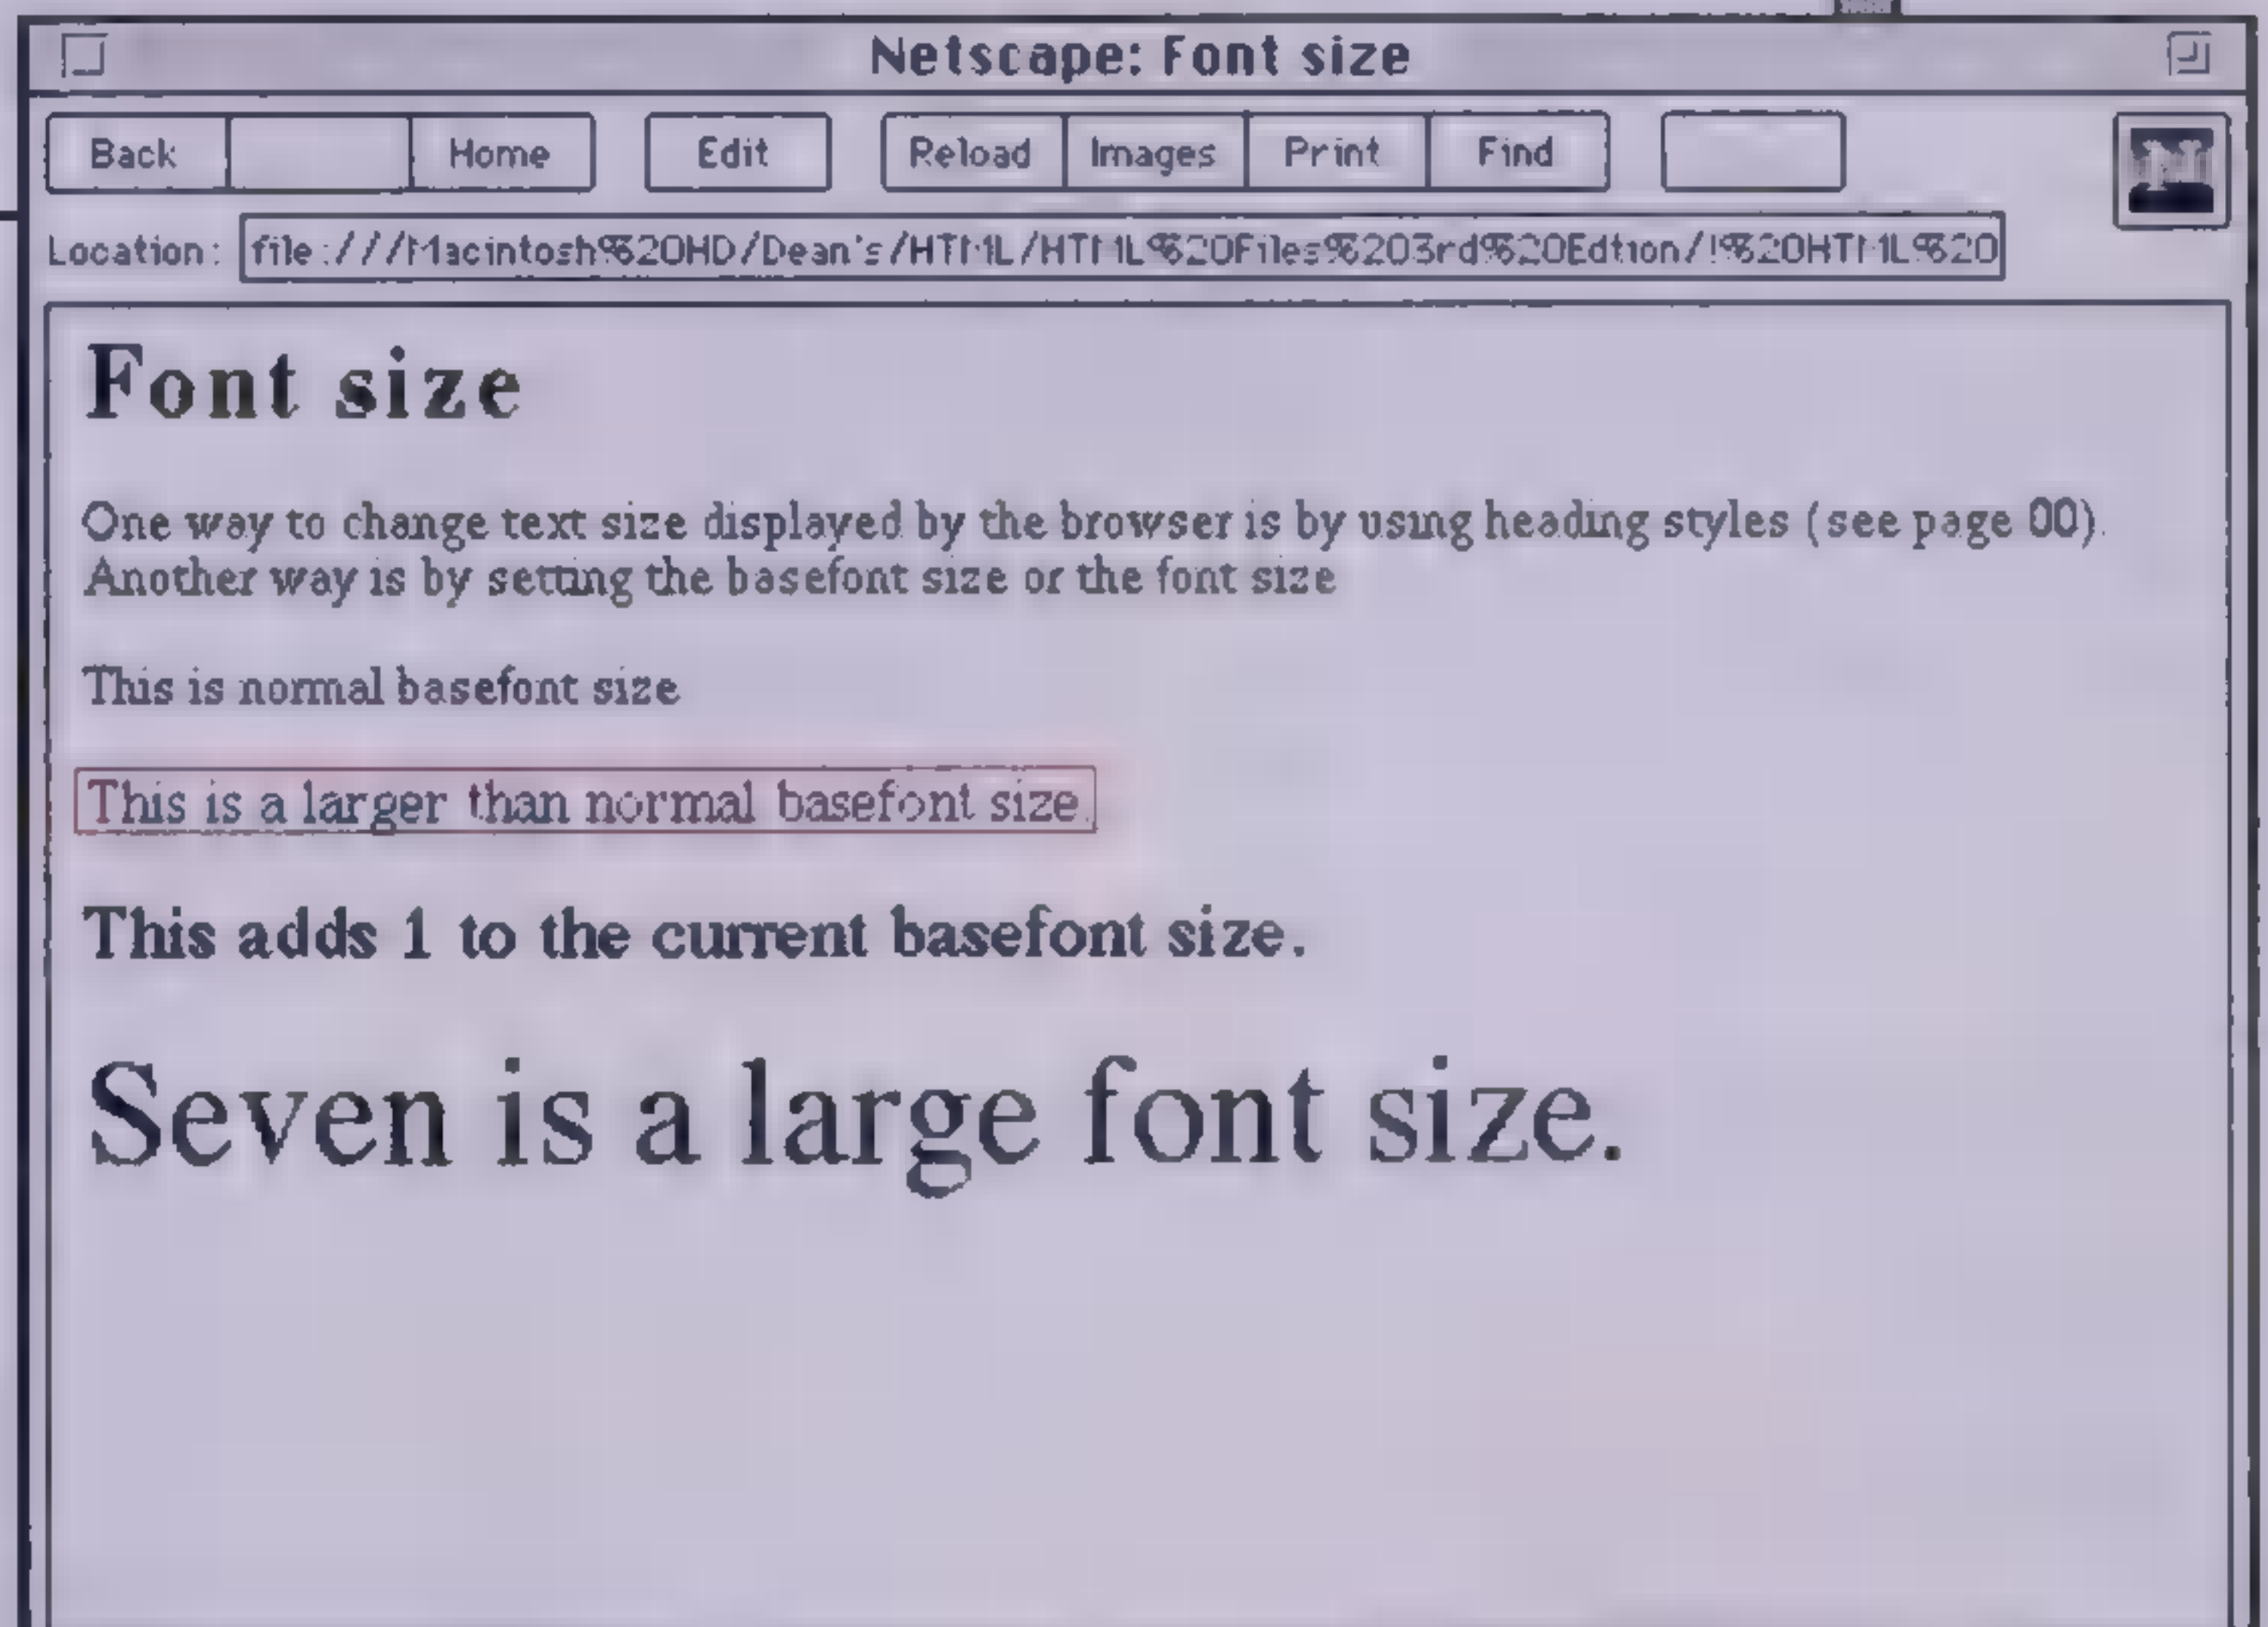 Netscape: Font size
Back Home Edit Reload Images Print Find
N
Location: file:///Macintosh%20HD/Dean's/HTML/HTML%20Files%203rd%20Edtion/!%20HTML%20
Font size
One way to change text size displayed by the browser is by using heading styles (see page 00).
Another way is by setting the basefont size or the font size
This is normal basefont size
This is a larger than normal basefont size.
This adds 1 to the current basefont size.
Seven is a large font size.